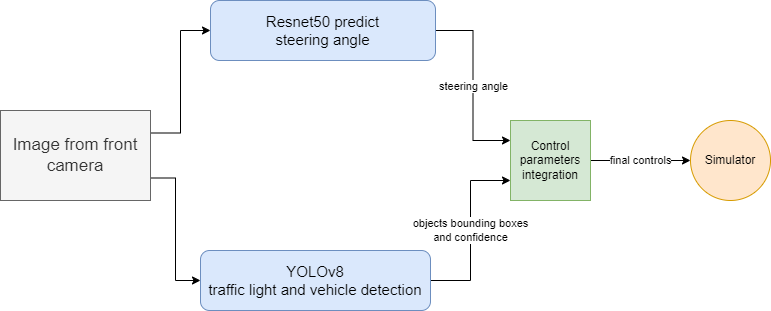 Resnet50 predict
steering angle
steering angle
Image from front
camera
Control
parameters
integration
final controls
Simulator
objects bounding boxes
and confidence
YOLOv8
traffic light and vehicle detection